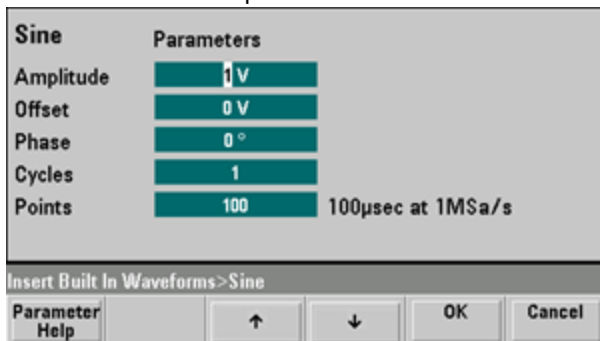 Sine Parameters
Amplitude 1 V
Offset 0 V
Phase 0 °
Cycles 1
Points 100 100µsec at 1MSa/s
Insert Built In Waveforms>Sine
Parameter Help ↑ ↓ OK Cancel